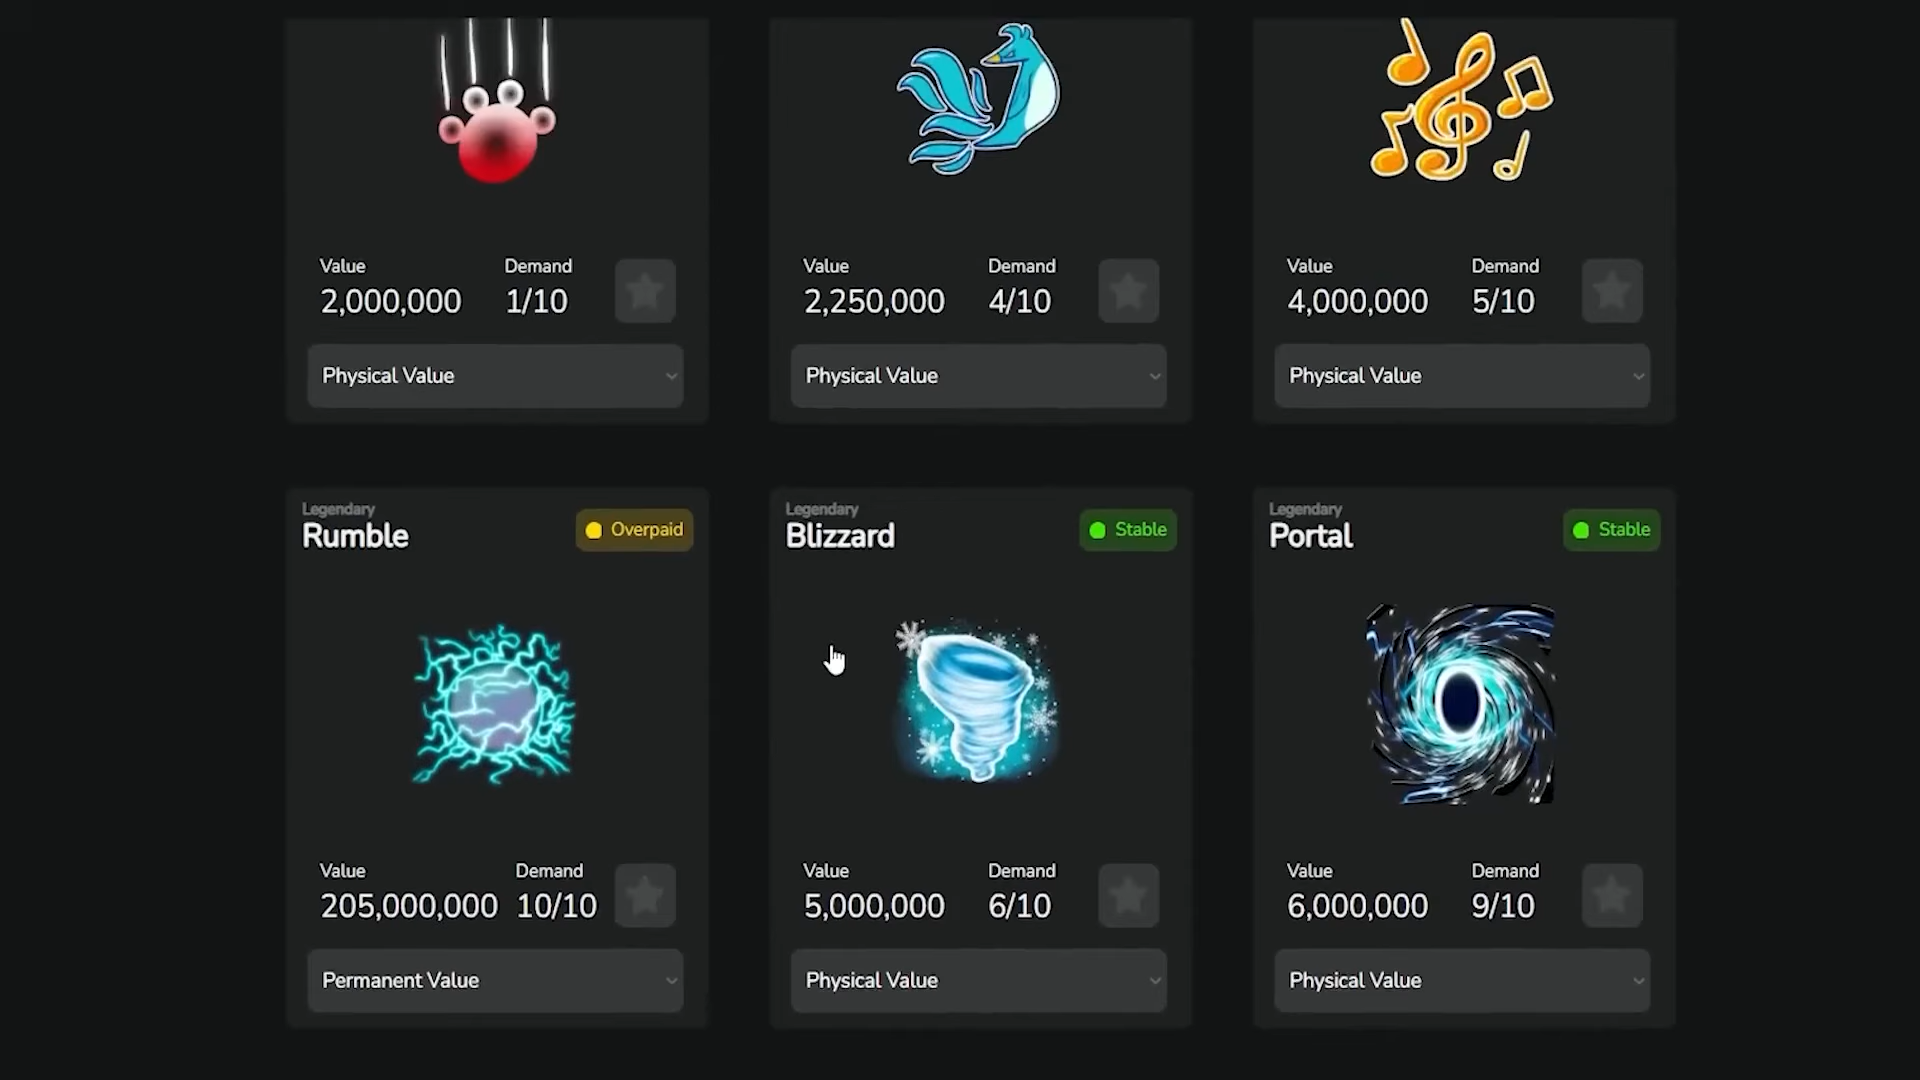 Value Demand
2,000,000 1/10
Physical Value
Value Demand
2,250,000 4/10
Physical Value
Value Demand
4,000,000 5/10
Physical Value
Legendary
Rumble
Overpaid
Value Demand
205,000,000 10/10
Permanent Value
Legendary
Blizzard
Stable
Value Demand
5,000,000 6/10
Physical Value
Legendary
Portal
Stable
Value Demand
6,000,000 9/10
Physical Value